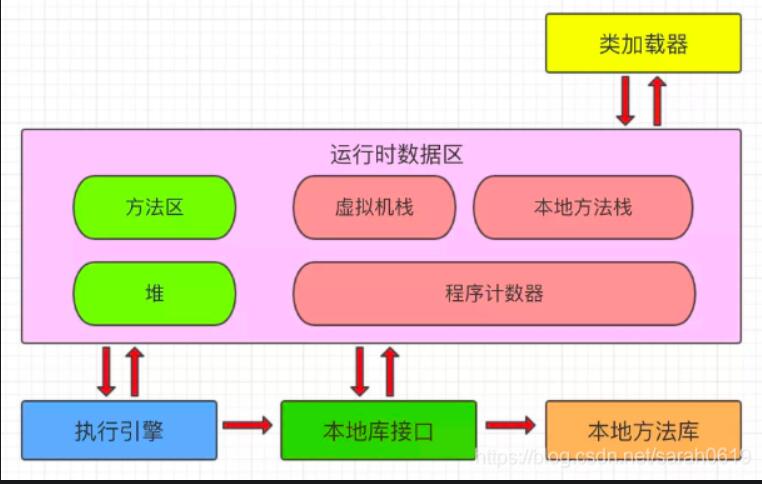 类加载器
运行时数据区
方法区
虚拟机栈
本地方法栈
堆
程序计数器
执行引擎
本地库接口
本地方法库
https://blog.csdn.net/sarah0619